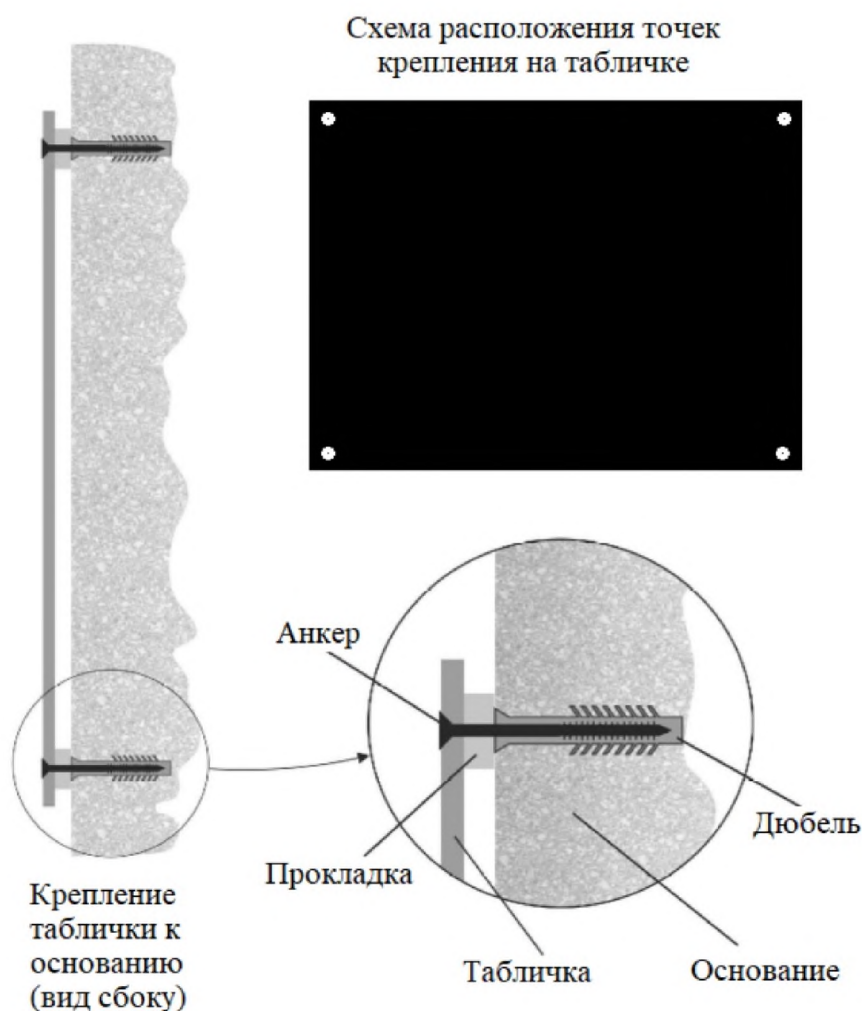 Схема расположения точек
крепления на табличке
Анкер
Дюбель
Прокладка
Табличка
Основание
Крепление
таблички к
основанию
(вид сбоку)